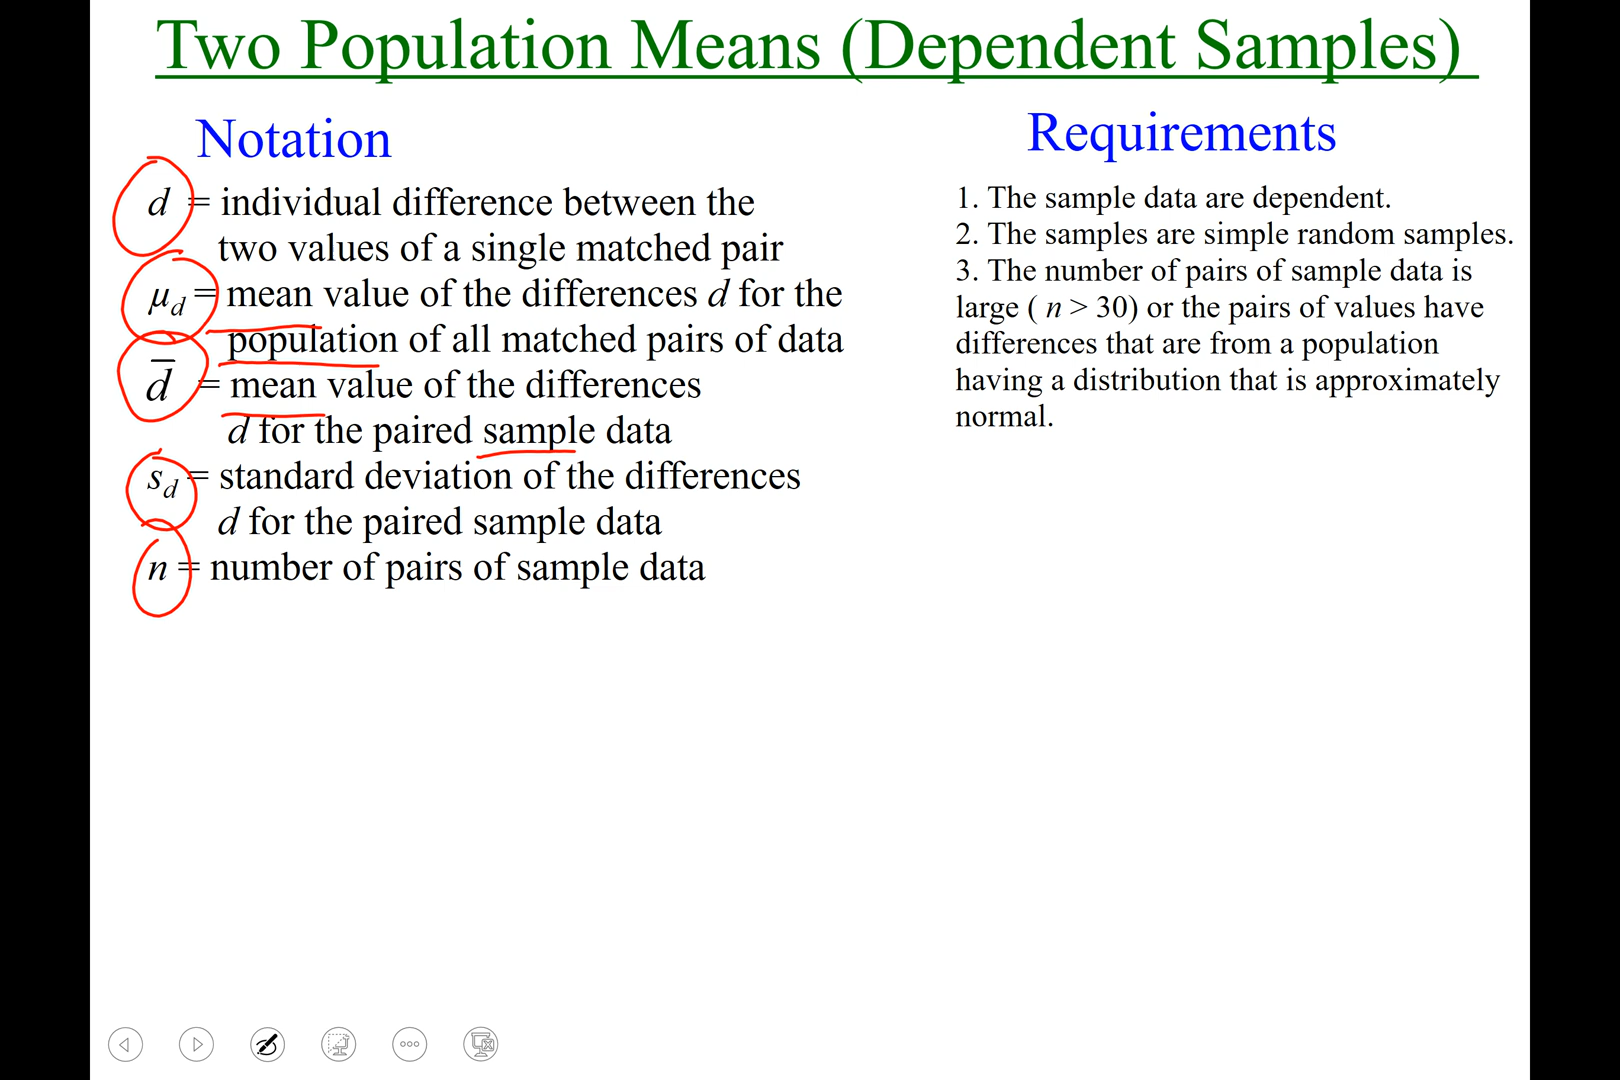 Two Population Means (Dependent Samples)
Notation
d = individual difference between the
two values of a single matched pair
μd = mean value of the differences d for the
population of all matched pairs of data
d̅ = mean value of the differences
d for the paired sample data
sd = standard deviation of the differences
d for the paired sample data
n = number of pairs of sample data
Requirements
1. The sample data are dependent.
2. The samples are simple random samples.
3. The number of pairs of sample data is
large ( n > 30) or the pairs of values have
differences that are from a population
having a distribution that is approximately
normal.